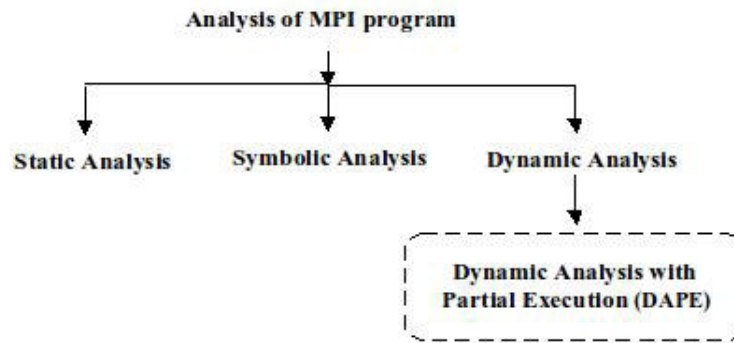 Analysis of MPI program
Static Analysis
Symbolic Analysis
Dynamic Analysis
Dynamic Analysis with
Partial Execution (DAPE)